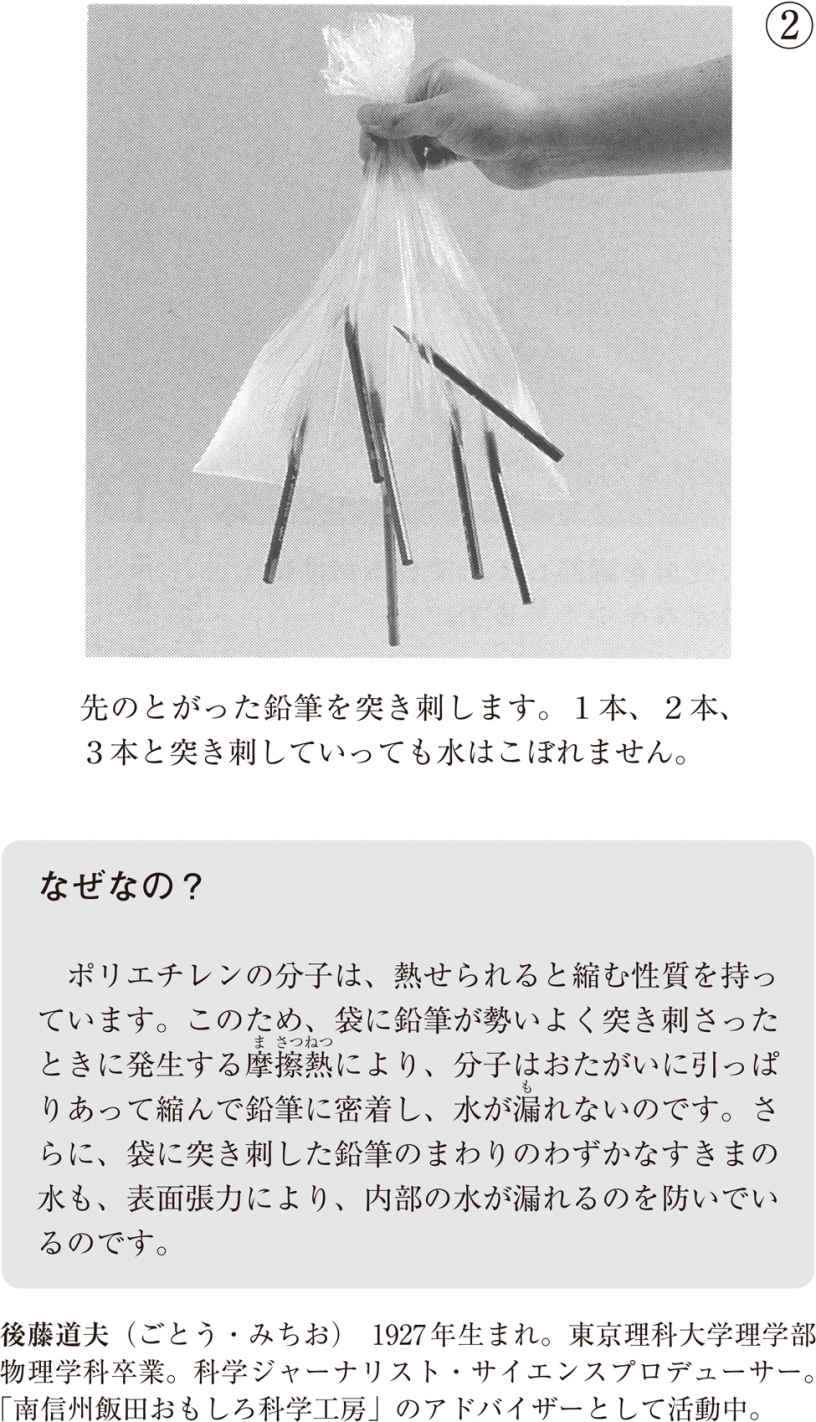 ②
先のとがった鉛筆を突き刺します。１本、２本、
３本と突き刺していっても水はこぼれません。
なぜなの？
ポリエチレンの分子は、熱せられると縮む性質を持っ
ています。このため、袋に鉛筆が勢いよく突き刺さった
ときに発生する摩擦熱により、分子はおたがいに引っぱ
りあって縮んで鉛筆に密着し、水が漏れないのです。さ
らに、袋に突き刺した鉛筆のまわりのわずかなすきまの
水も、表面張力により、内部の水が漏れるのを防いでい
るのです。
後藤道夫（ごとう・みちお）　1927年生まれ。東京理科大学理学部
物理学科卒業。科学ジャーナリスト・サイエンスプロデューサー。
「南信州飯田おもしろ科学工房」のアドバイザーとして活動中。